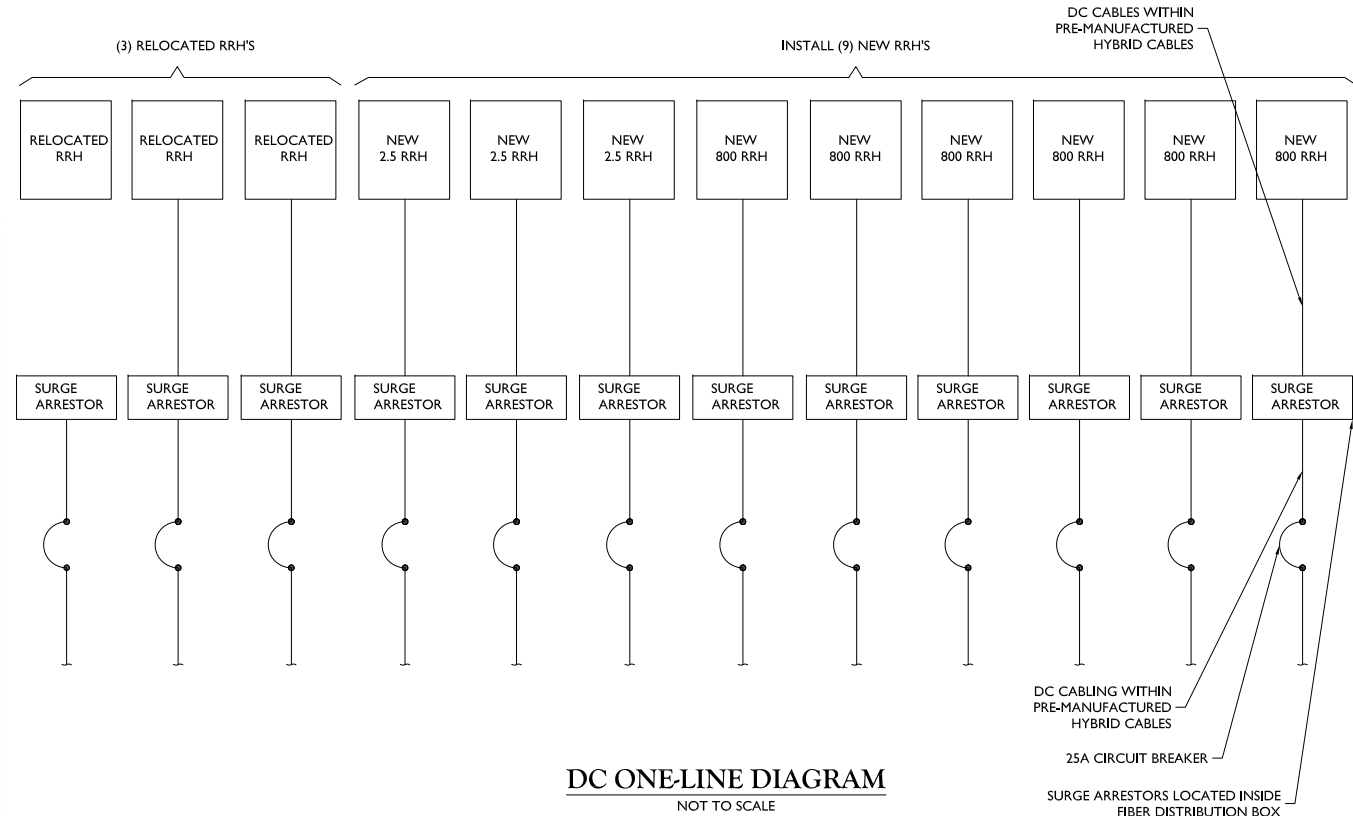 DC CABLES WITHIN
PRE-MANUFACTURED
HYBRID CABLES
(3) RELOCATED RRH'S
INSTALL (9) NEW RRH'S
RELOCATED
RRH
RELOCATED
RRH
RELOCATED
RRH
NEW
2.5 RRH
NEW
2.5 RRH
NEW
2.5 RRH
NEW
800 RRH
NEW
800 RRH
NEW
800 RRH
NEW
800 RRH
NEW
800 RRH
NEW
800 RRH
SURGE
ARRESTOR
SURGE
ARRESTOR
SURGE
ARRESTOR
SURGE
ARRESTOR
SURGE
ARRESTOR
SURGE
ARRESTOR
SURGE
ARRESTOR
SURGE
ARRESTOR
SURGE
ARRESTOR
SURGE
ARRESTOR
SURGE
ARRESTOR
SURGE
ARRESTOR
DC CABLING WITHIN
PRE-MANUFACTURED
HYBRID CABLES
25A CIRCUIT BREAKER
SURGE ARRESTORS LOCATED INSIDE
FIBER DISTRIBUTION BOX
DC ONE-LINE DIAGRAM
NOT TO SCALE